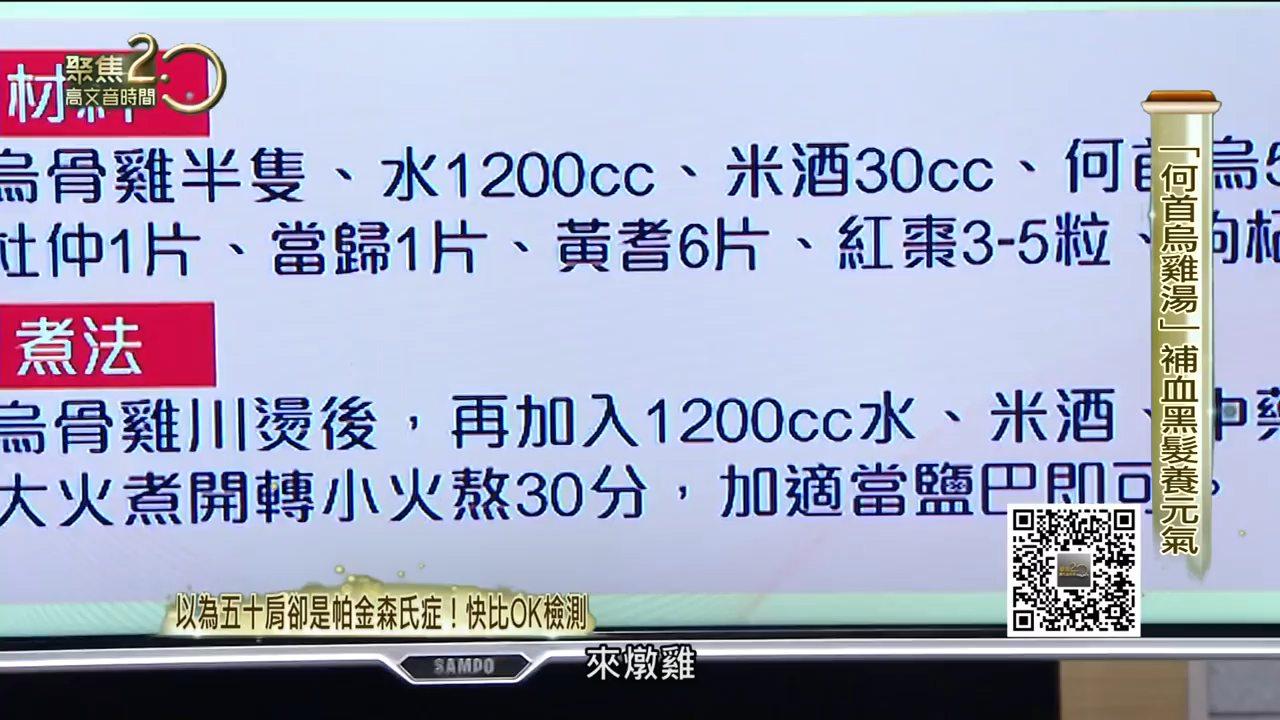 聚焦2.0
高文音時間
材料
烏骨雞半隻、水1200cc、米酒30cc、何首烏5
杜仲1片、當歸1片、黃耆6片、紅棗3-5粒、枸杞
煮法
烏骨雞川燙後，再加入1200cc水、米酒、中藥
大火煮開轉小火熬30分，加適當鹽巴即可。
「何首烏雞湯」補血黑髮養元氣
以為五十肩卻是帕金森氏症！快比OK檢測
SAMPO
來燉雞